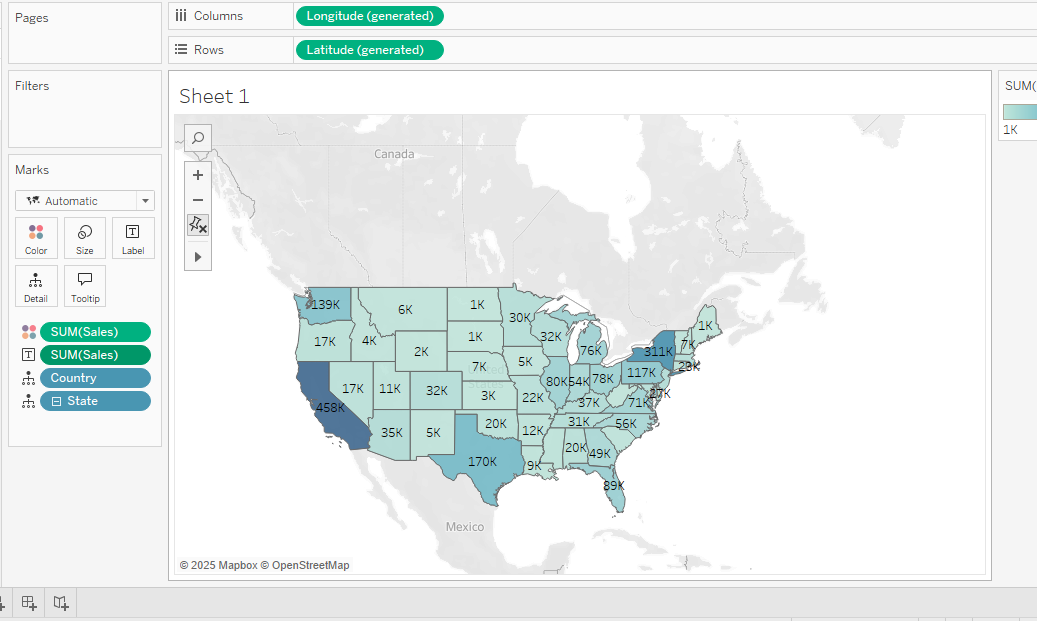 Pages
Columns
Longitude (generated)
Rows
Latitude (generated)
Filters
Marks
Automatic
Color
Size
Label
Detail
Tooltip
SUM(Sales)
SUM(Sales)
Country
State
Sheet 1
SUM(
1K
Canada
139K
6K
1K
30K
1K
17K
4K
1K
32K
7K
2K
76K
311K
7K
5K
117K
28K
17K
11K
32K
3K
80K
54K
78K
458K
22K
37K
71K
27K
35K
5K
20K
12K
31K
56K
170K
9K
20K
49K
89K
United
States
Mexico
© 2025 Mapbox © OpenStreetMap